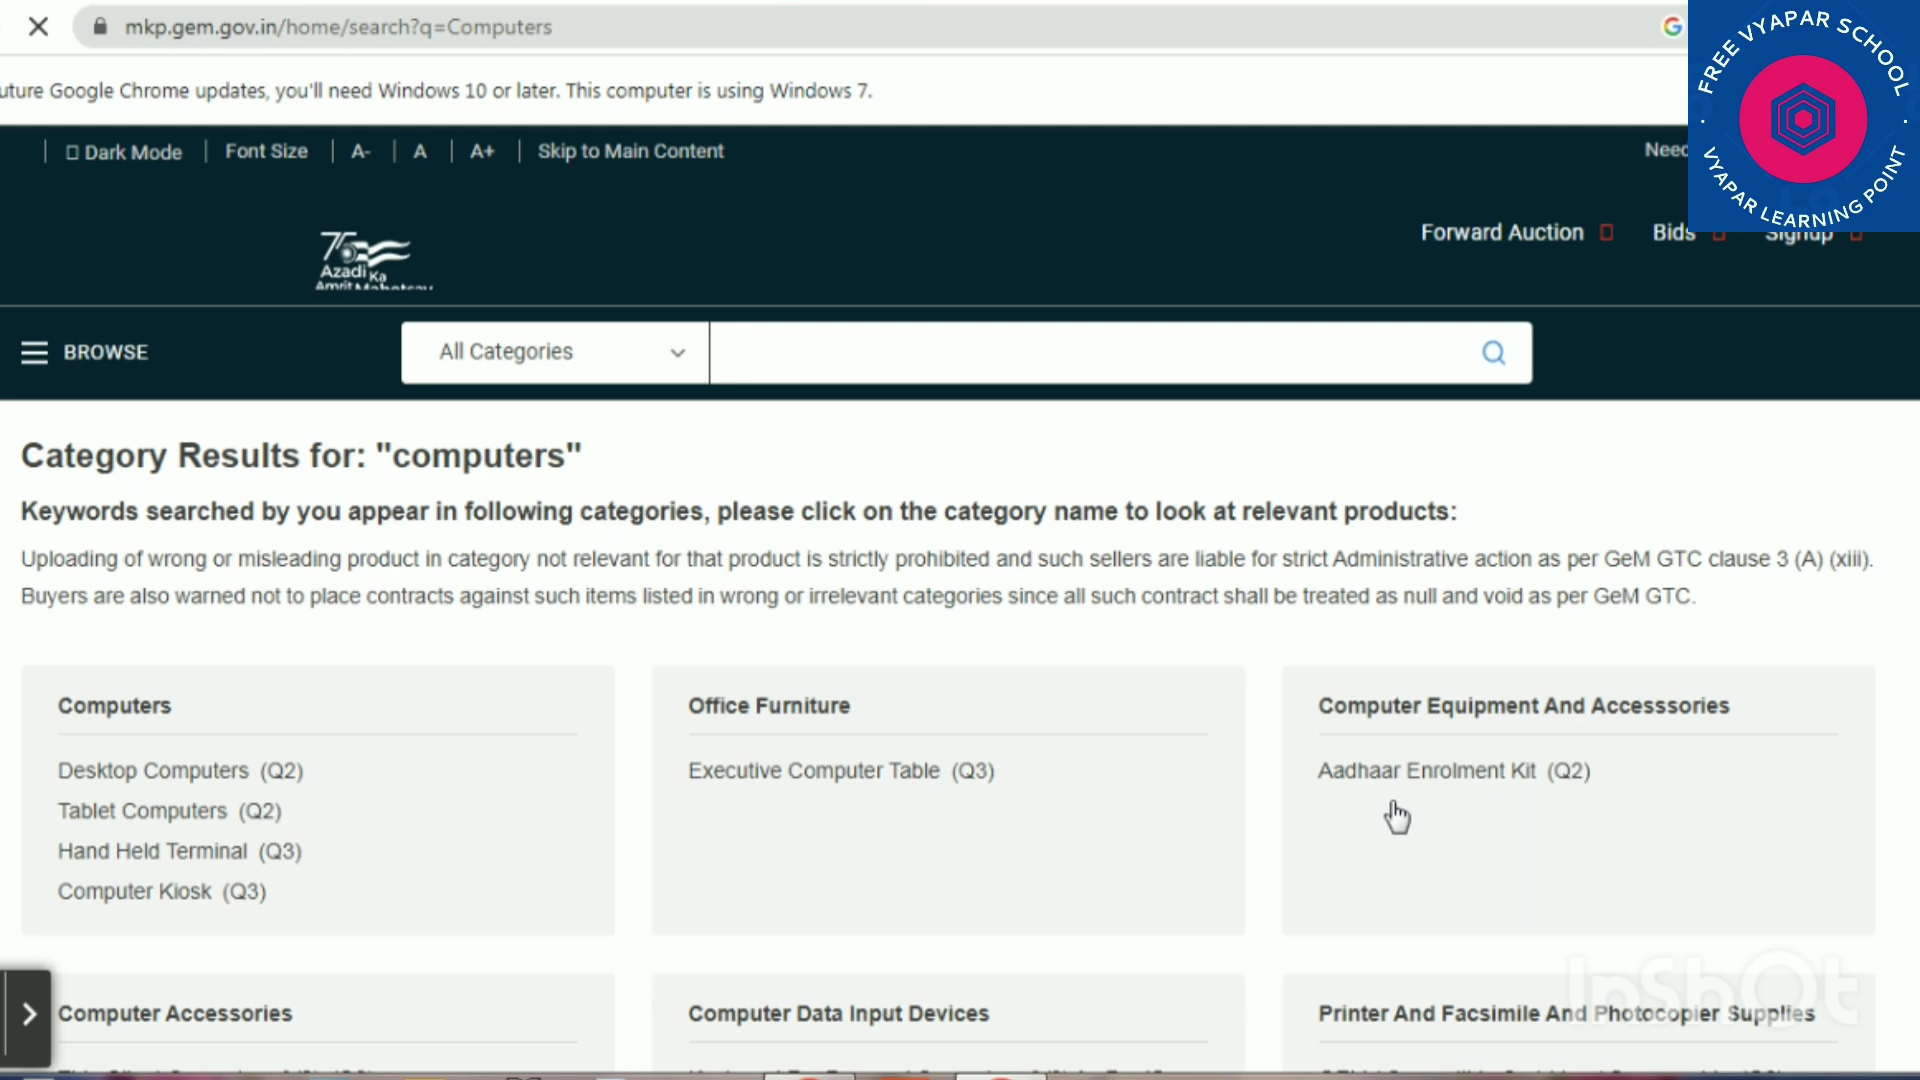 mkp.gem.gov.in/home/search?q=Computers
FREE VYAPAR SCHOOL
VYAPAR LEARNING POINT
uture Google Chrome updates, you'll need Windows 10 or later. This computer is using Windows 7.
Dark Mode | Font Size | A- | A | A+ | Skip to Main Content
Need
Forward Auction Bids Signup
75
Azadi Ka
Amrit Mahotsav
BROWSE
All Categories
Category Results for: "computers"
Keywords searched by you appear in following categories, please click on the category name to look at relevant products:
Uploading of wrong or misleading product in category not relevant for that product is strictly prohibited and such sellers are liable for strict Administrative action as per GeM GTC clause 3 (A) (xiii).
Buyers are also warned not to place contracts against such items listed in wrong or irrelevant categories since all such contract shall be treated as null and void as per GeM GTC.
Computers
Desktop Computers (Q2)
Tablet Computers (Q2)
Hand Held Terminal (Q3)
Computer Kiosk (Q3)
Office Furniture
Executive Computer Table (Q3)
Computer Equipment And Accesssories
Aadhaar Enrolment Kit (Q2)
Computer Accessories
Computer Data Input Devices
Printer And Facsimile And Photocopier Supplies
InShOt